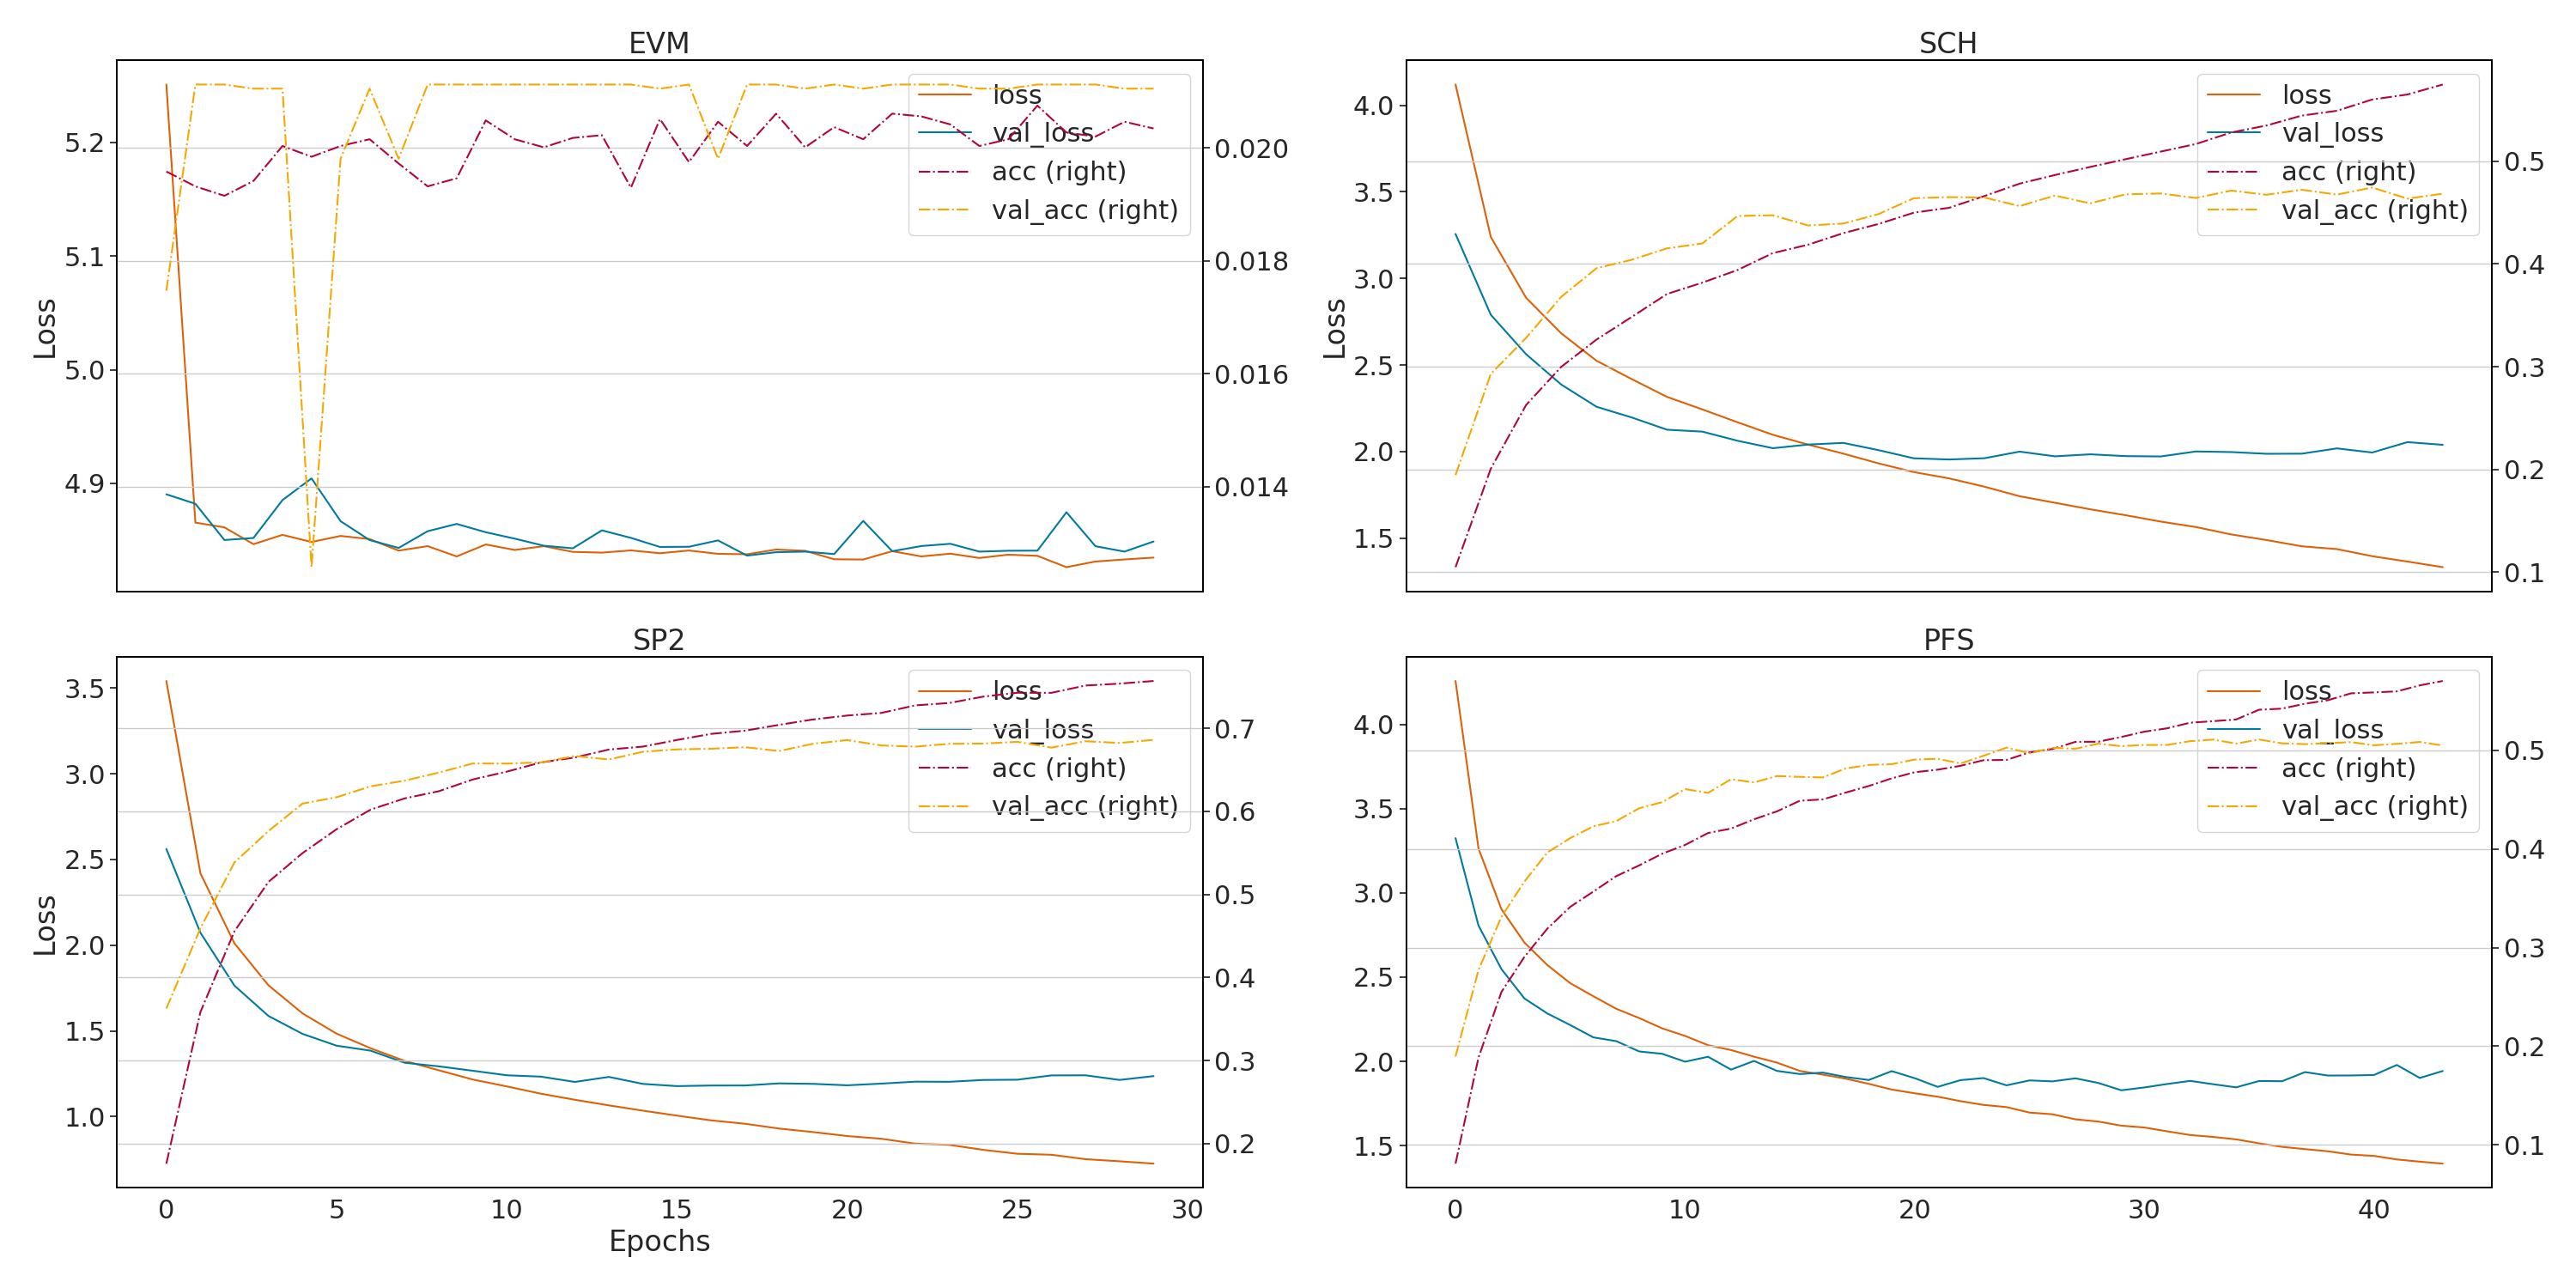 EVM
5.2
5.1
5.0
4.9
Loss
0.020
0.018
0.016
0.014
loss
val_loss
acc (right)
val_acc (right)
SCH
4.0
3.5
3.0
2.5
2.0
1.5
Loss
0.5
0.4
0.3
0.2
0.1
loss
val_loss
acc (right)
val_acc (right)
SP2
3.5
3.0
2.5
2.0
1.5
1.0
Loss
0.7
0.6
0.5
0.4
0.3
0.2
loss
val_loss
acc (right)
val_acc (right)
0 5 10 15 20 25 30
Epochs
PFS
4.0
3.5
3.0
2.5
2.0
1.5
0.5
0.4
0.3
0.2
0.1
loss
val_loss
acc (right)
val_acc (right)
0 10 20 30 40